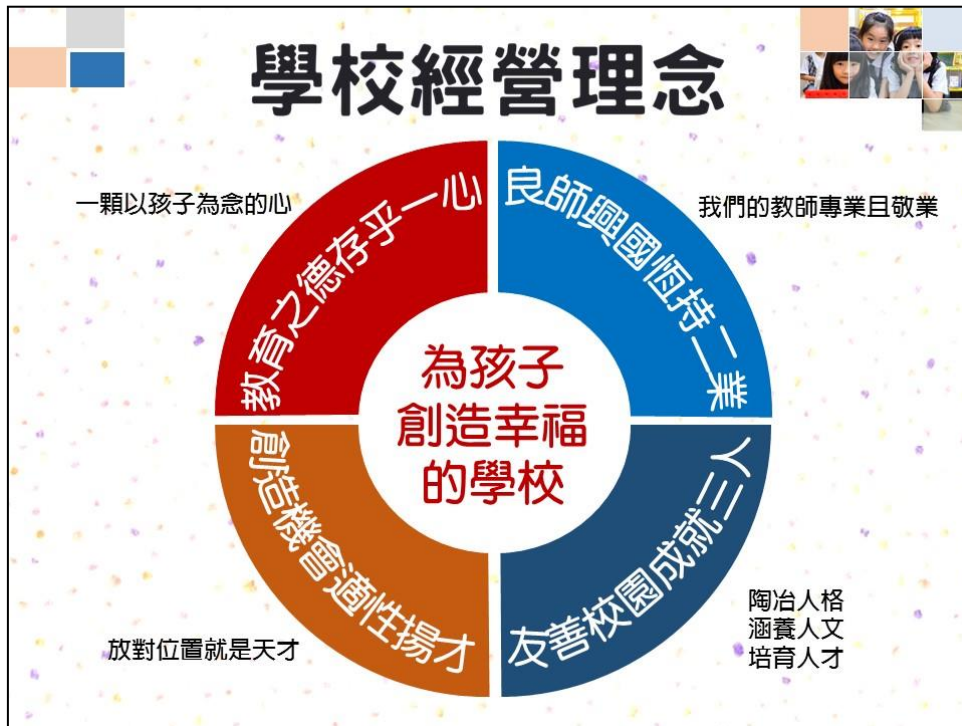 學校經營理念
一顆以孩子為念的心
教育之德存乎一心
良師興國恆持二業
我們的教師專業且敬業
為孩子
創造幸福
的學校
創造機會適性揚才
放對位置就是天才
友善校園成就三人
陶冶人格
涵養人文
培育人才